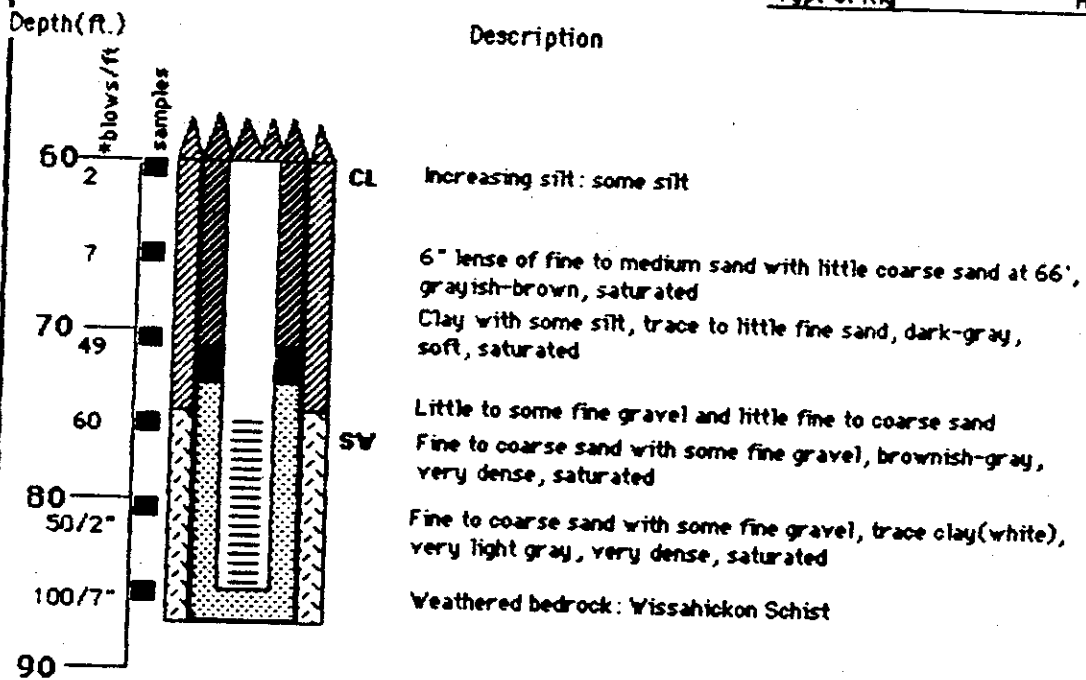 Type of Rig
Depth(ft.)
Description
*blows/ft
samples
60
2
CL
Increasing silt: some silt
7
6" lense of fine to medium sand with little coarse sand at 66',
grayish-brown, saturated
70
49
Clay with some silt, trace to little fine sand, dark-gray,
soft, saturated
60
Little to some fine gravel and little fine to coarse sand
SW
Fine to coarse sand with some fine gravel, brownish-gray,
very dense, saturated
80
50/2"
Fine to coarse sand with some fine gravel, trace clay(white),
very light gray, very dense, saturated
100/7"
Weathered bedrock: Wissahickon Schist
90